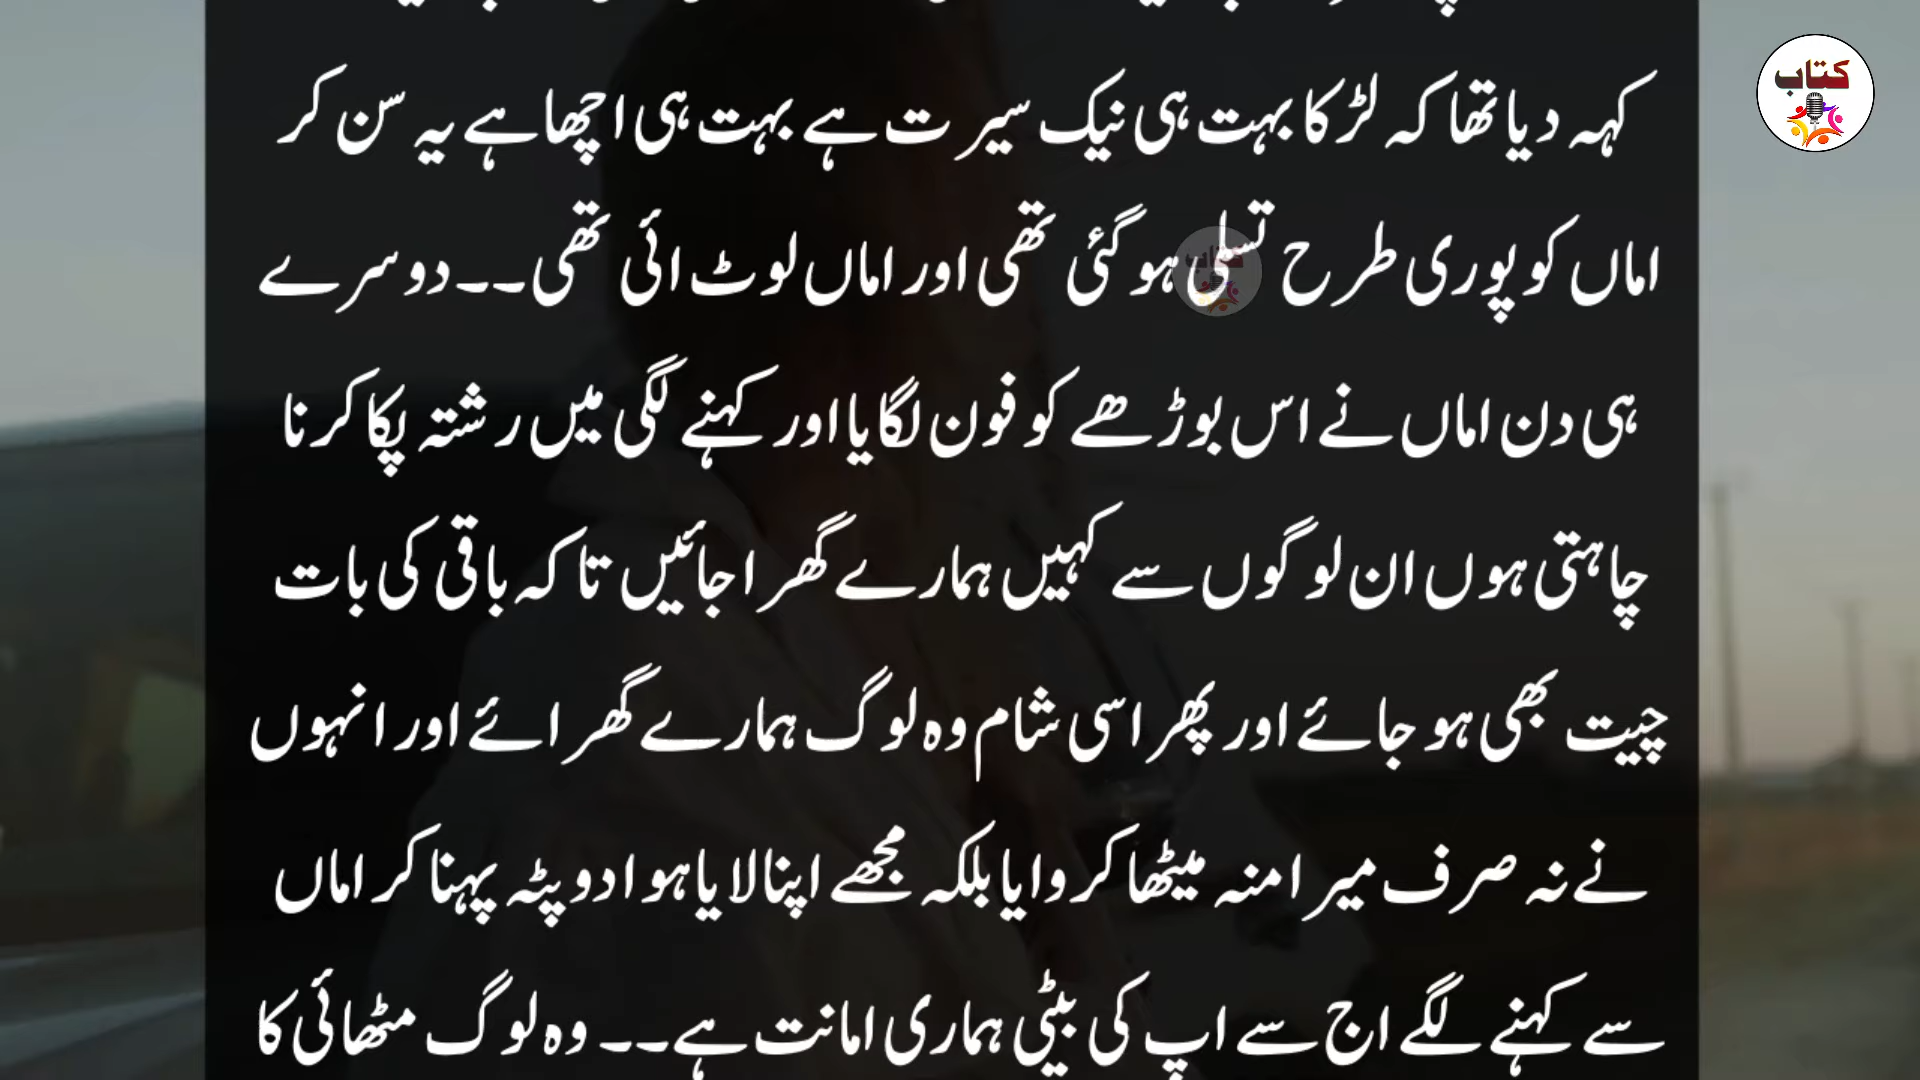 کہہ دیا تھا کہ لڑکا بہت ہی نیک سیرت ہے بہت ہی اچھا ہے یہ سن کر
اماں کو پوری طرح تسلی ہو گئی تھی اور اماں لوٹ ائی تھی۔۔دوسرے
ہی دن اماں نے اس بوڑھے کو فون لگایا اور کہنے لگی میں رشتہ پکا کرنا
چاہتی ہوں ان لوگوں سے کہیں ہمارے گھر ا جائیں تاکہ باقی کی بات
چیت بھی ہو جائے اور پھر اسی شام وہ لوگ ہمارے گھر ائے اور انہوں
نے نہ صرف میرا منہ میٹھا کروایا بلکہ مجھے اپنا لایا ہوا دوپٹہ پہنا کر اماں
سے کہنے لگے اج سے اپ کی بیٹی ہماری امانت ہے۔۔ وہ لوگ مٹھائی کا
کتاب
کتاب